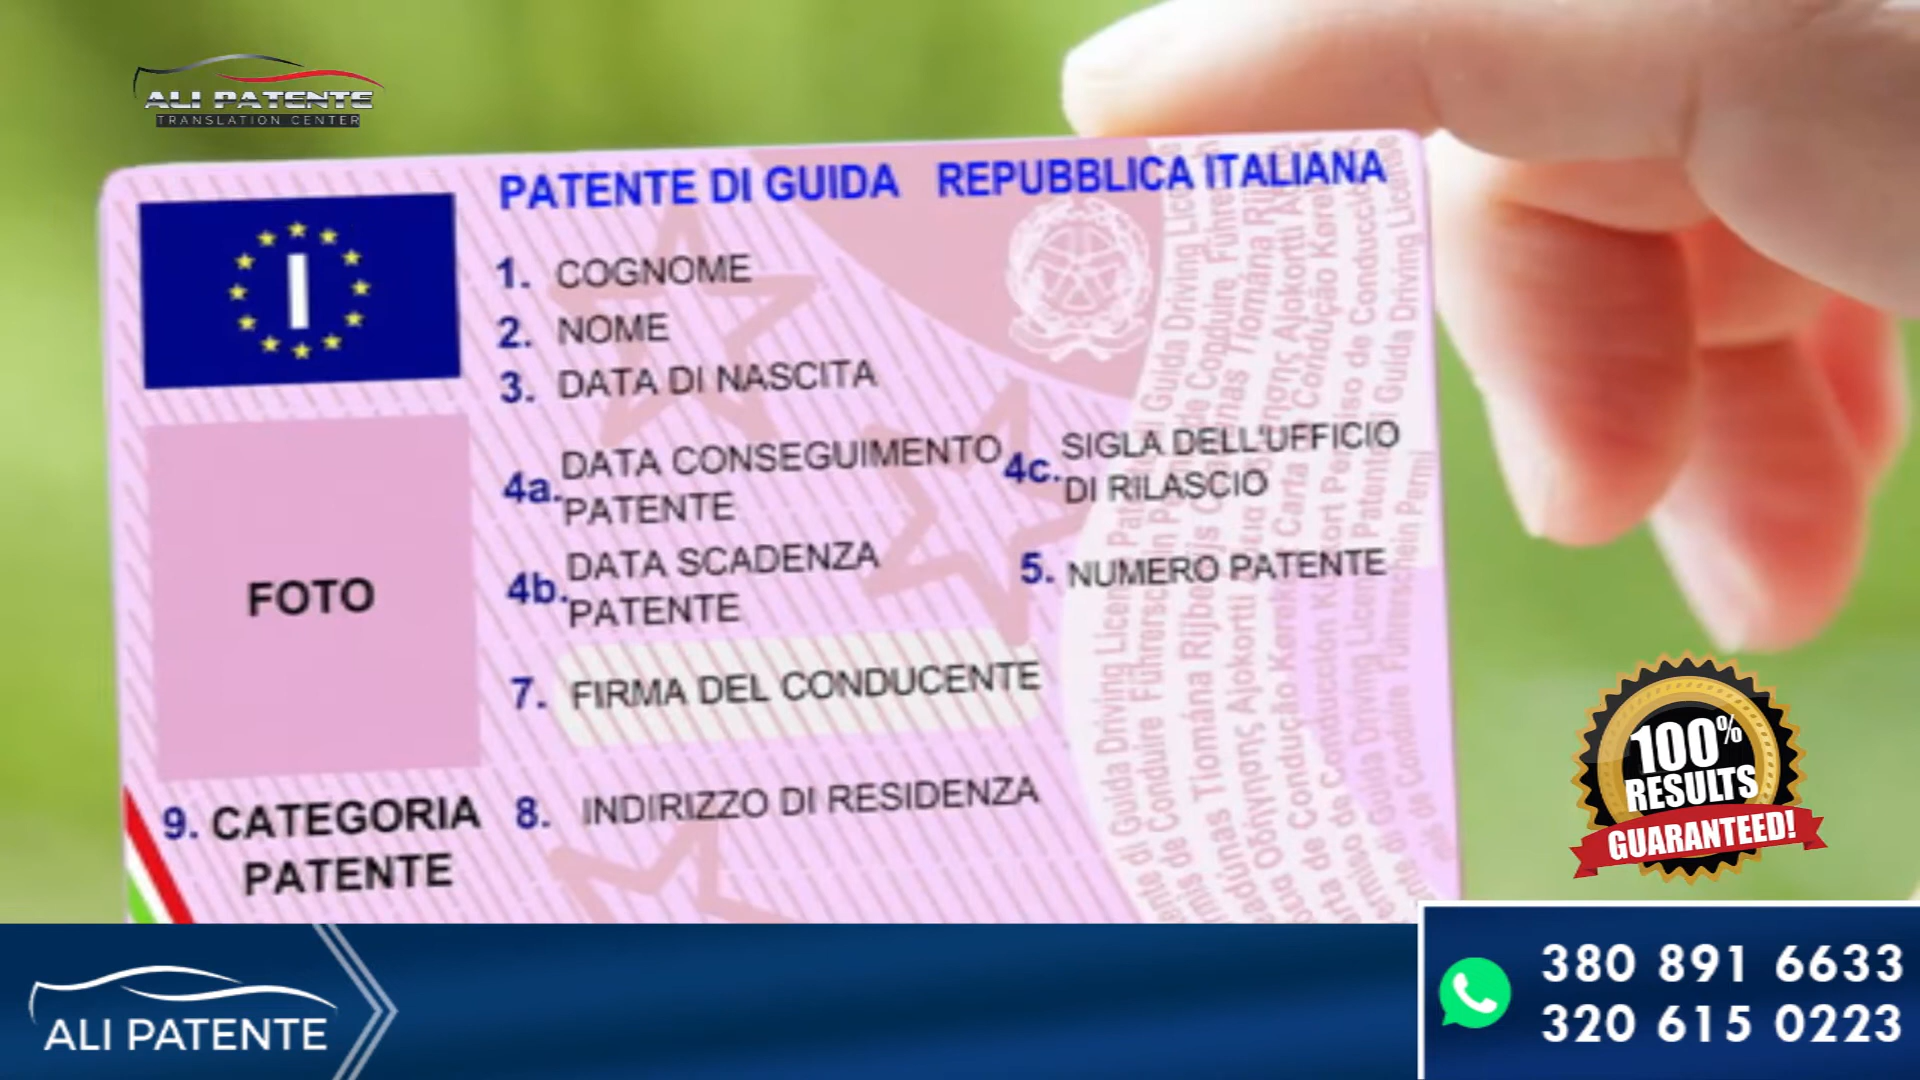 ALI PATENTE
TRANSLATION CENTER
PATENTE DI GUIDA REPUBBLICA ITALIANA
I
1. COGNOME
2. NOME
3. DATA DI NASCITA
4a. DATA CONSEGUIMENTO
PATENTE
4c. SIGLA DELL'UFFICIO
DI RILASCIO
4b. DATA SCADENZA
PATENTE
5. NUMERO PATENTE
FOTO
7. FIRMA DEL CONDUCENTE
8. INDIRIZZO DI RESIDENZA
9. CATEGORIA
PATENTE
100%
RESULTS
GUARANTEED!
ALI PATENTE
380 891 6633
320 615 0223